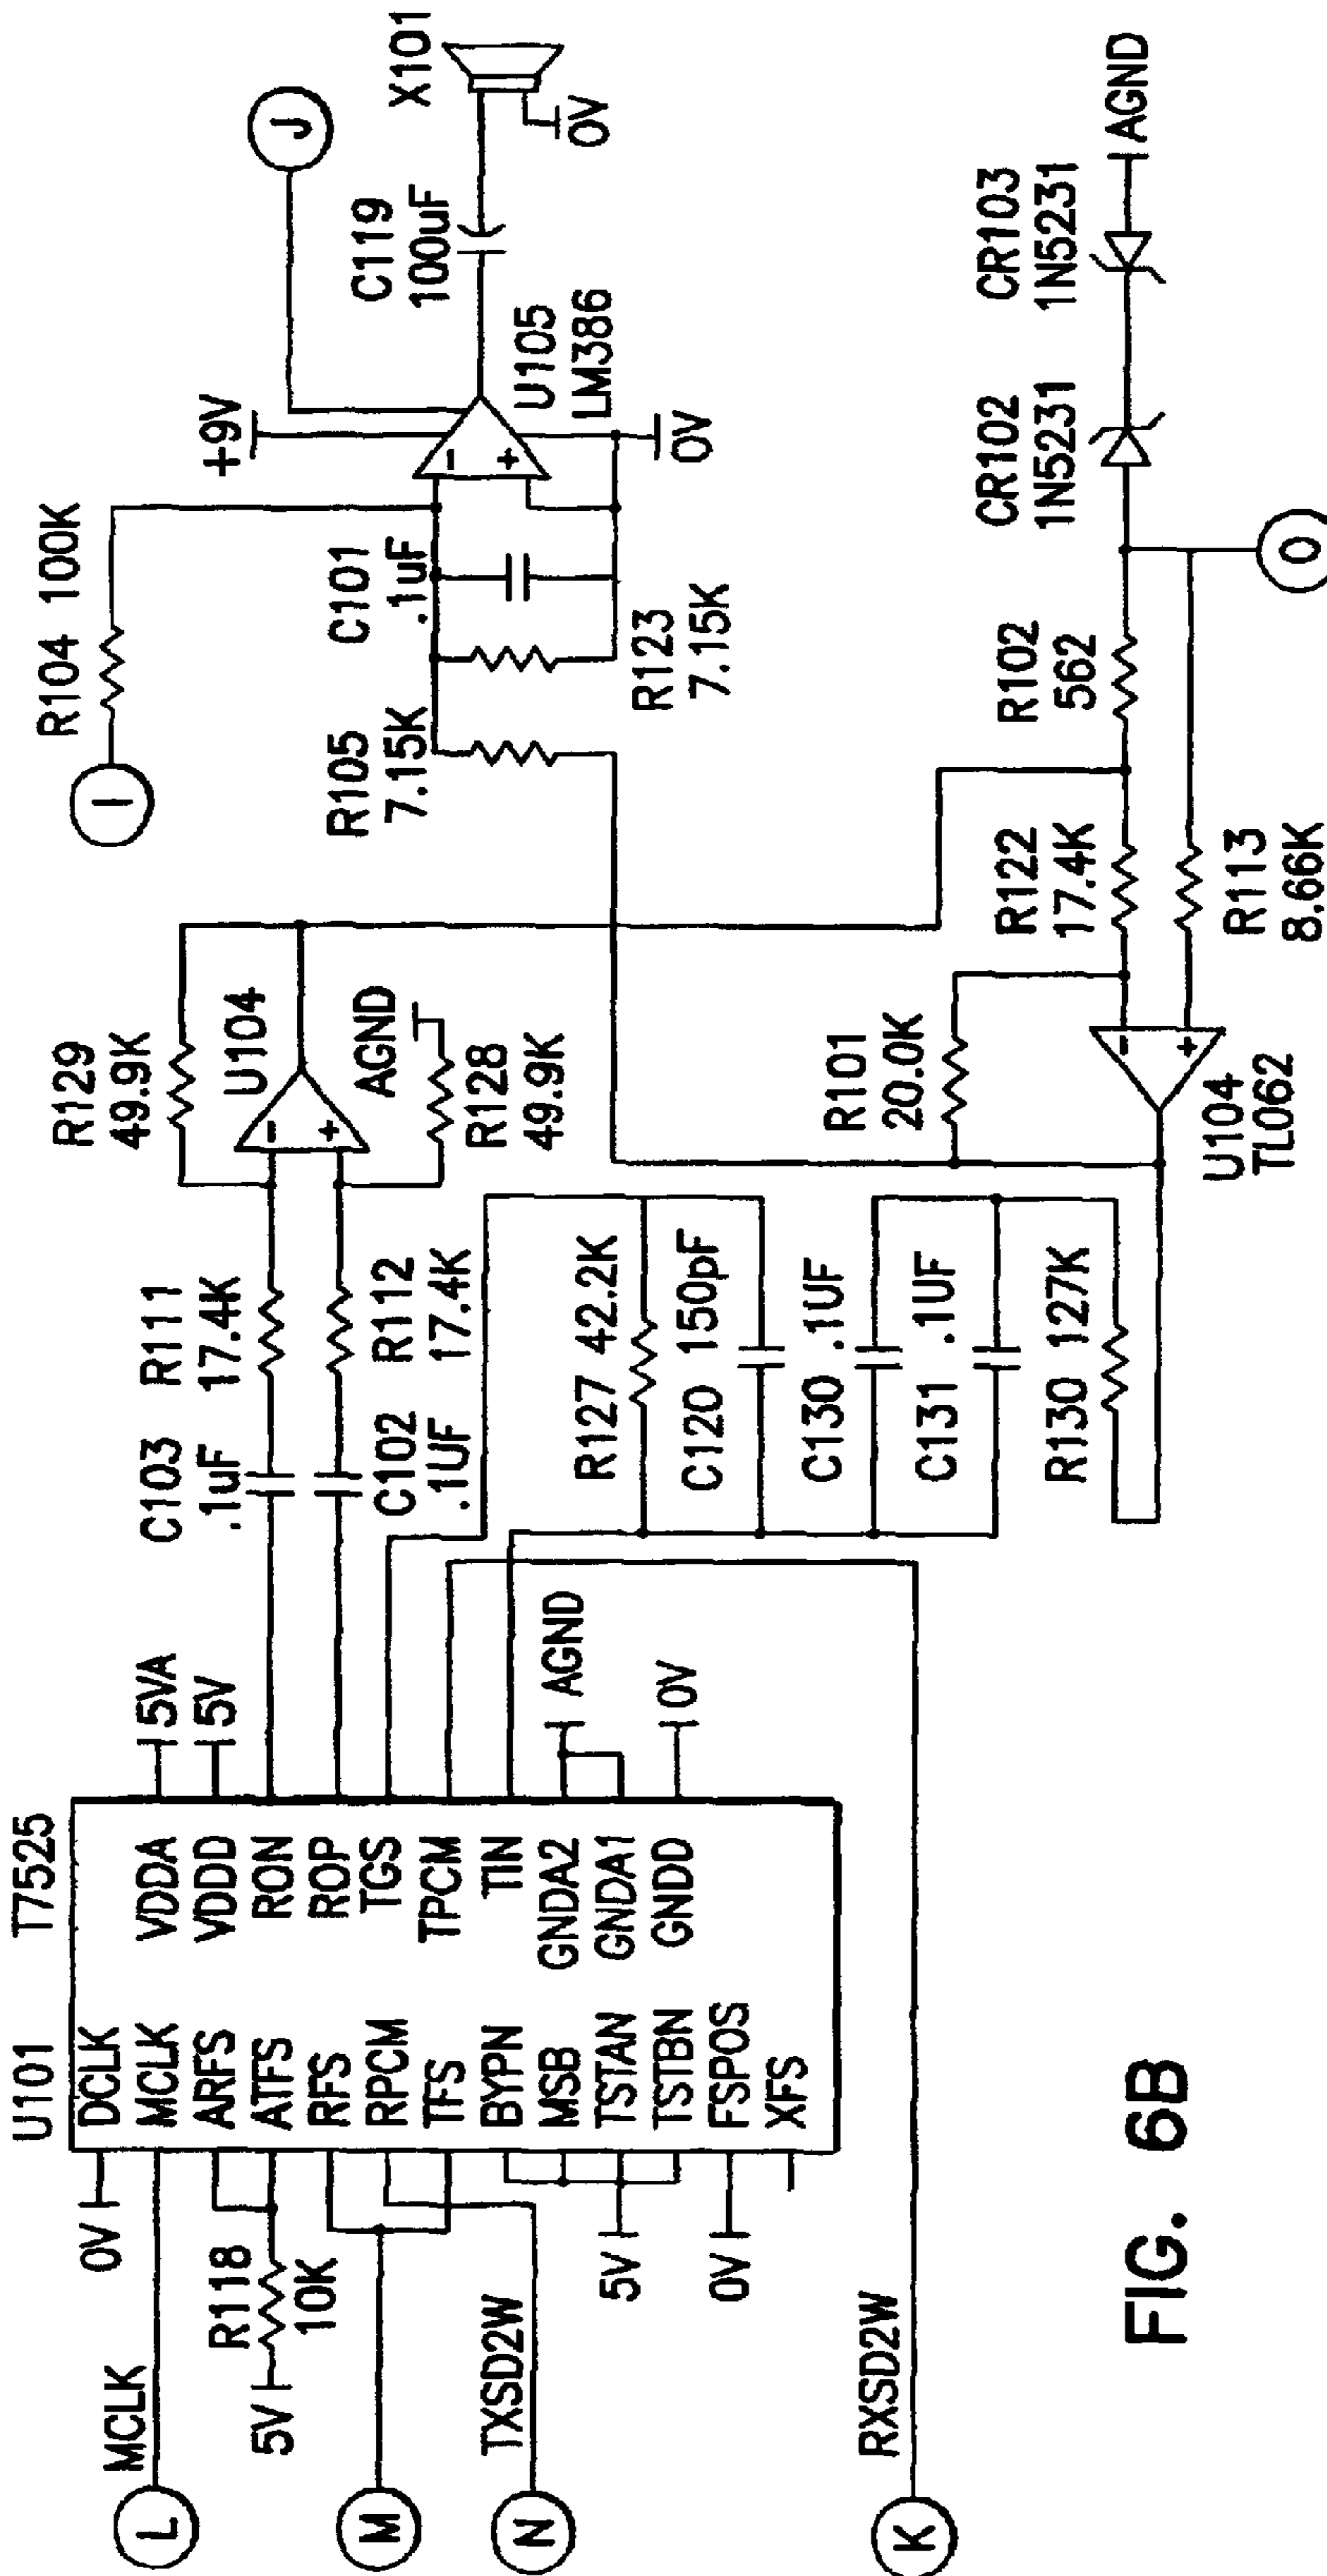 U101 T7525
DCLK
MCLK
ARFS
ATFS
RFS
RPCM
TFS
BYPN
MSB
TSTAN
TSTBN
FSPOS
XFS
VDDA
VDDD
RON
ROP
TGS
TPCM
TIN
GNDA2
GNDA1
GNDD
0V
MCLK
L
R118
10K
5V
M
TXSD2W
N
5V
0V
RXSD2W
K
5VA
5V
AGND
0V
C103
.1uF
R111
17.4K
C102
.1UF
R112
17.4K
R129
49.9K
U104
-
+
AGND
R128
49.9K
R127 42.2K
C120 150pF
C130 .1UF
C131 .1UF
R130 127K
I
R104 100K
R105
7.15K
C101
.1uF
R123
7.15K
+9V
J
-
+
U105
LM386
0V
C119
100uF
X101
0V
R101
20.0K
-
+
U104
TL062
R122
17.4K
R113
8.66K
R102
562
O
CR102
1N5231
CR103
1N5231
AGND
FIG. 6B